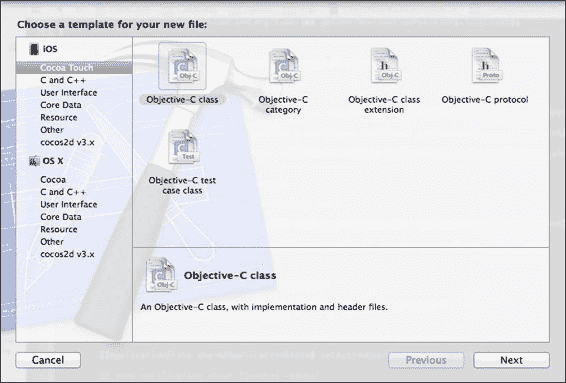 Choose a template for your new file:
iOS
Cocoa Touch
C and C++
User Interface
Core Data
Resource
Other
cocos2d v3.x
OS X
Cocoa
C and C++
User Interface
Core Data
Resource
Other
cocos2d v3.x
Obj-C
Objective-C class
Obj-C
Objective-C
category
h
Obj-C
Objective-C class
extension
h
Proto
Objective-C protocol
Test
Objective-C test
case class
Obj-C
Objective-C class
An Objective-C class, with implementation and header files.
Cancel
Previous
Next